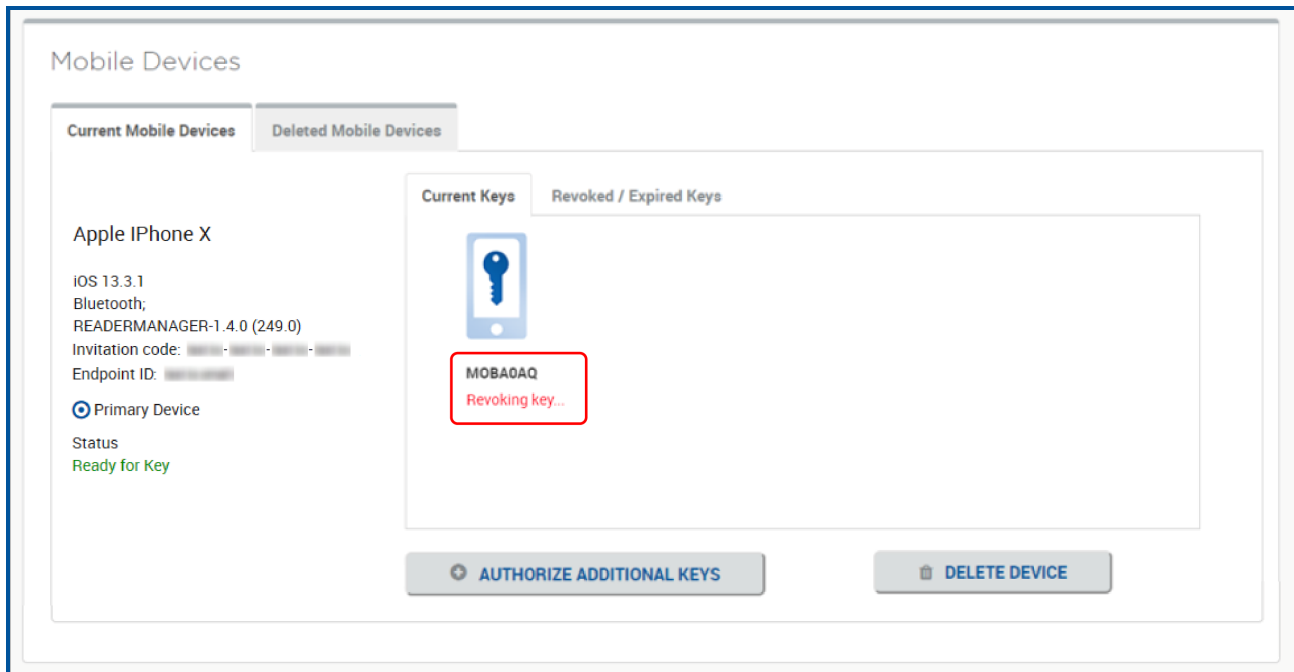 Mobile Devices
Current Mobile Devices
Deleted Mobile Devices
Current Keys
Revoked / Expired Keys
Apple IPhone X
iOS 13.3.1
Bluetooth;
READERMANAGER-1.4.0 (249.0)
Invitation code:
Endpoint ID:
Primary Device
Status
Ready for Key
MOBA0AQ
Revoking key...
AUTHORIZE ADDITIONAL KEYS
DELETE DEVICE